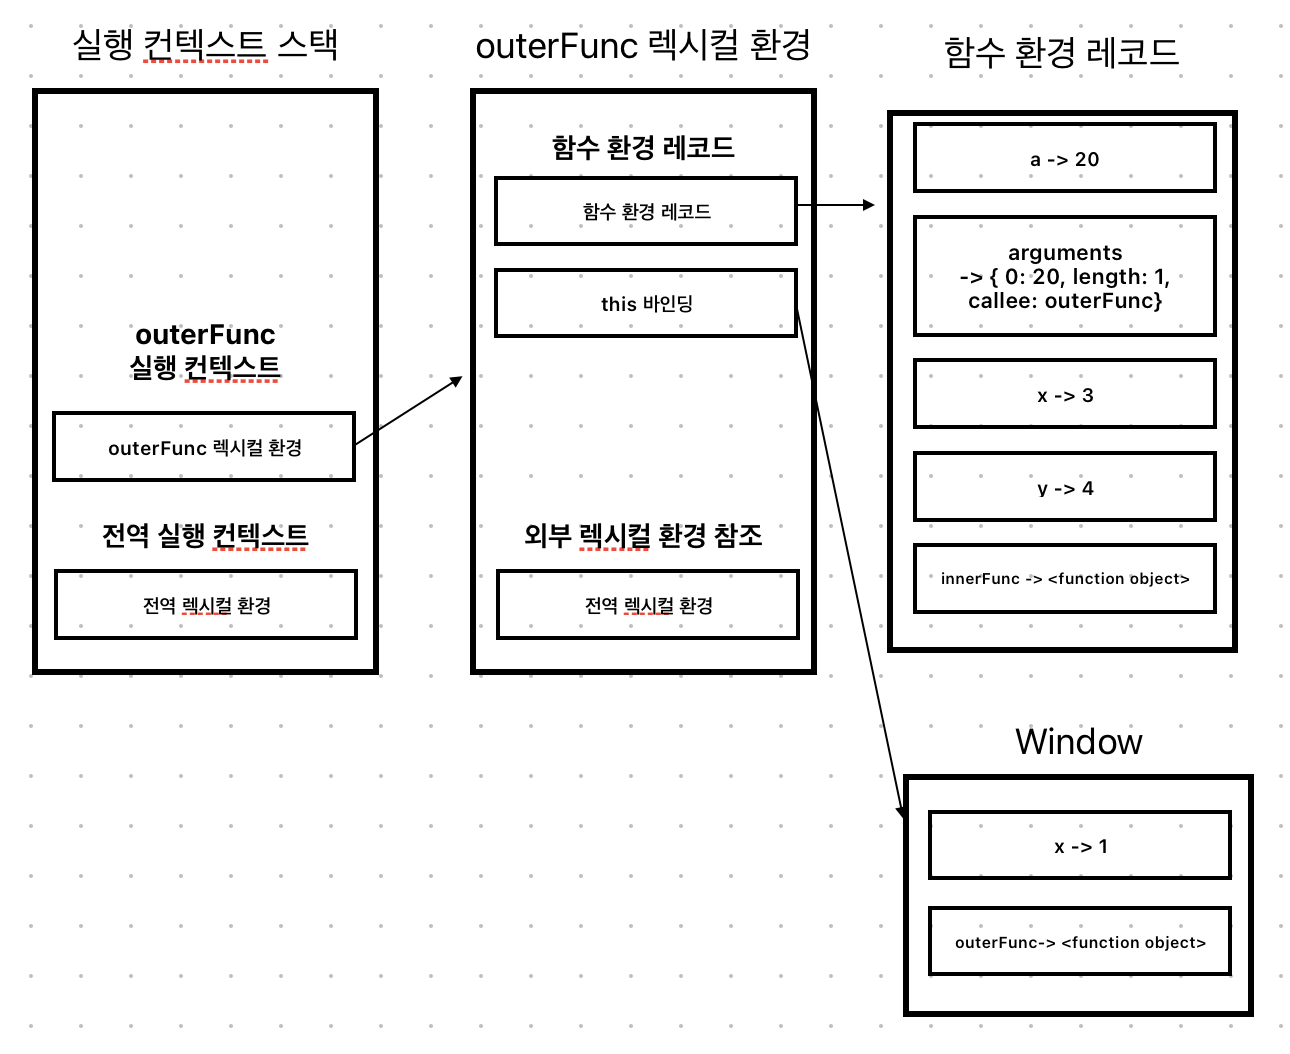 실행 컨텍스트 스택
outerFunc
실행 컨텍스트
outerFunc 렉시컬 환경
전역 실행 컨텍스트
전역 렉시컬 환경
outerFunc 렉시컬 환경
함수 환경 레코드
함수 환경 레코드
this 바인딩
외부 렉시컬 환경 참조
전역 렉시컬 환경
함수 환경 레코드
a -> 20
arguments
-> { 0: 20, length: 1,
callee: outerFunc}
x -> 3
y -> 4
innerFunc -> <function object>
Window
x -> 1
outerFunc-> <function object>